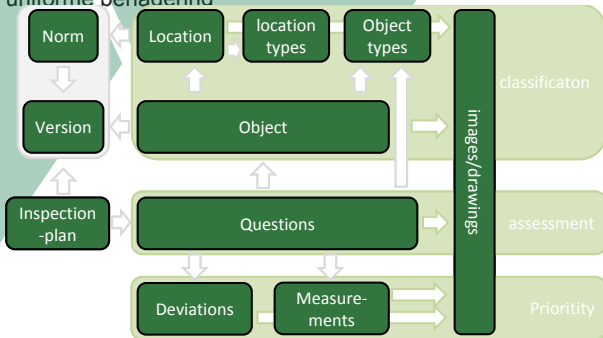 uniforme benadering
Norm
Location
location
types
Object
types
classificaton
Version
Object
images/drawings
Inspection
-plan
Questions
assessment
Deviations
Measure-
ments
Prioritity